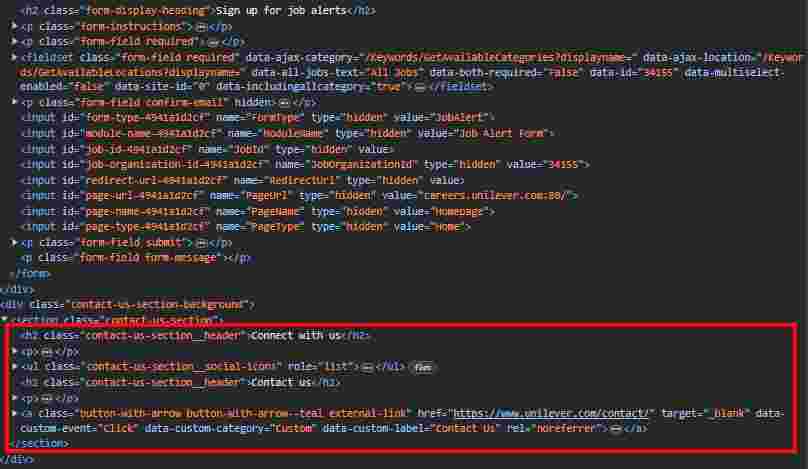 <h2 class="form-display-heading">Sign up for job alerts</h2>
<p class="form-instructions">…</p>
<p class="form-field required">…</p>
<fieldset class="form-field required" data-ajax-category="/Keywords/GetAvailableCategories?displayname=" data-ajax-location="/Keywo
rds/GetAvailableLocations?displayname=" data-all-jobs-text="All Jobs" data-both-required="False" data-id="34155" data-multiselect-
enabled="false" data-site-id="0" data-includingallcategory="true">…</fieldset>
<p class="form-field confirm-email" hidden>…</p>
<input id="form-type-4941a1d2cf" name="FormType" type="hidden" value="JobAlert">
<input id="module-name-4941a1d2cf" name="ModuleName" type="hidden" value="Job Alert Form">
<input id="job-id-4941a1d2cf" name="JobId" type="hidden" value>
<input id="job-organization-id-4941a1d2cf" name="JobOrganizationId" type="hidden" value="34155">
<input id="redirect-url-4941a1d2cf" name="RedirectUrl" type="hidden" value>
<input id="page-url-4941a1d2cf" name="PageUrl" type="hidden" value="careers.unilever.com:80/">
<input id="page-name-4941a1d2cf" name="PageName" type="hidden" value="Homepage">
<input id="page-type-4941a1d2cf" name="PageType" type="hidden" value="Home">
<p class="form-field submit">…</p>
<p class="form-field form-message"></p>
</form>
</div>
<div class="contact-us-section-background">
<section class="contact-us-section">
<h2 class="contact-us-section__header">Connect with us</h2>
<p>…</p>
<ul class="contact-us-section__social-icons" role="list">…</ul> flex
<h2 class="contact-us-section__header">Contact us</h2>
<p>…</p>
<a class="button-with-arrow button-with-arrow--teal external-link" href="https://www.unilever.com/contact/" target="_blank" data-
custom-event="Click" data-custom-category="Custom" data-custom-label="Contact Us" rel="noreferrer">…</a>
</section>
</div>